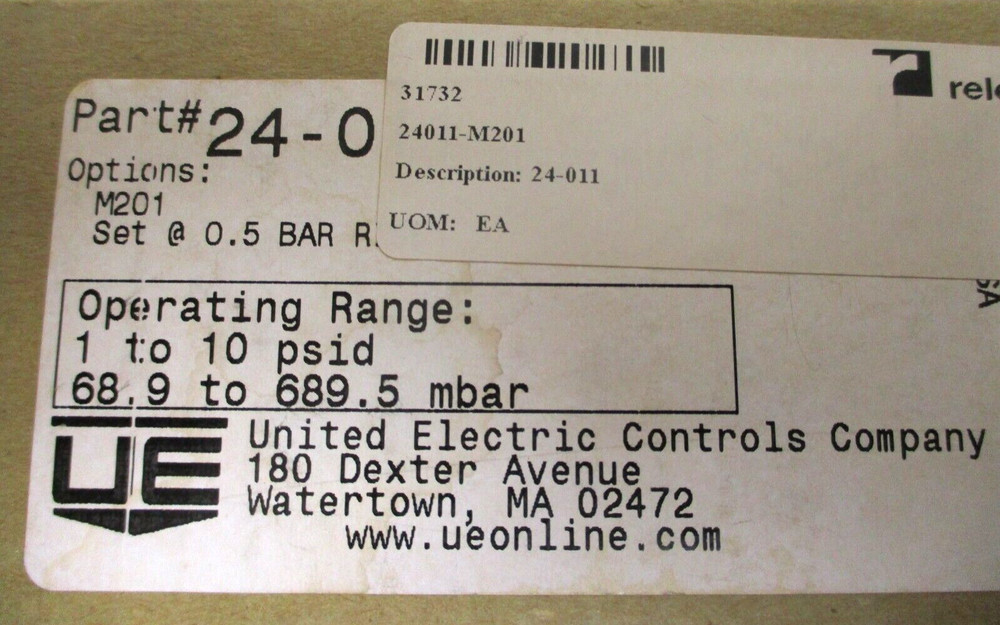 31732
24011-M201
Description: 24-011
UOM: EA
Part# 24-0
Options:
M201
Set @ 0.5 BAR R
Operating Range:
1 to 10 psid
68.9 to 689.5 mbar
UE
United Electric Controls Company
180 Dexter Avenue
Watertown, MA 02472
www.ueonline.com